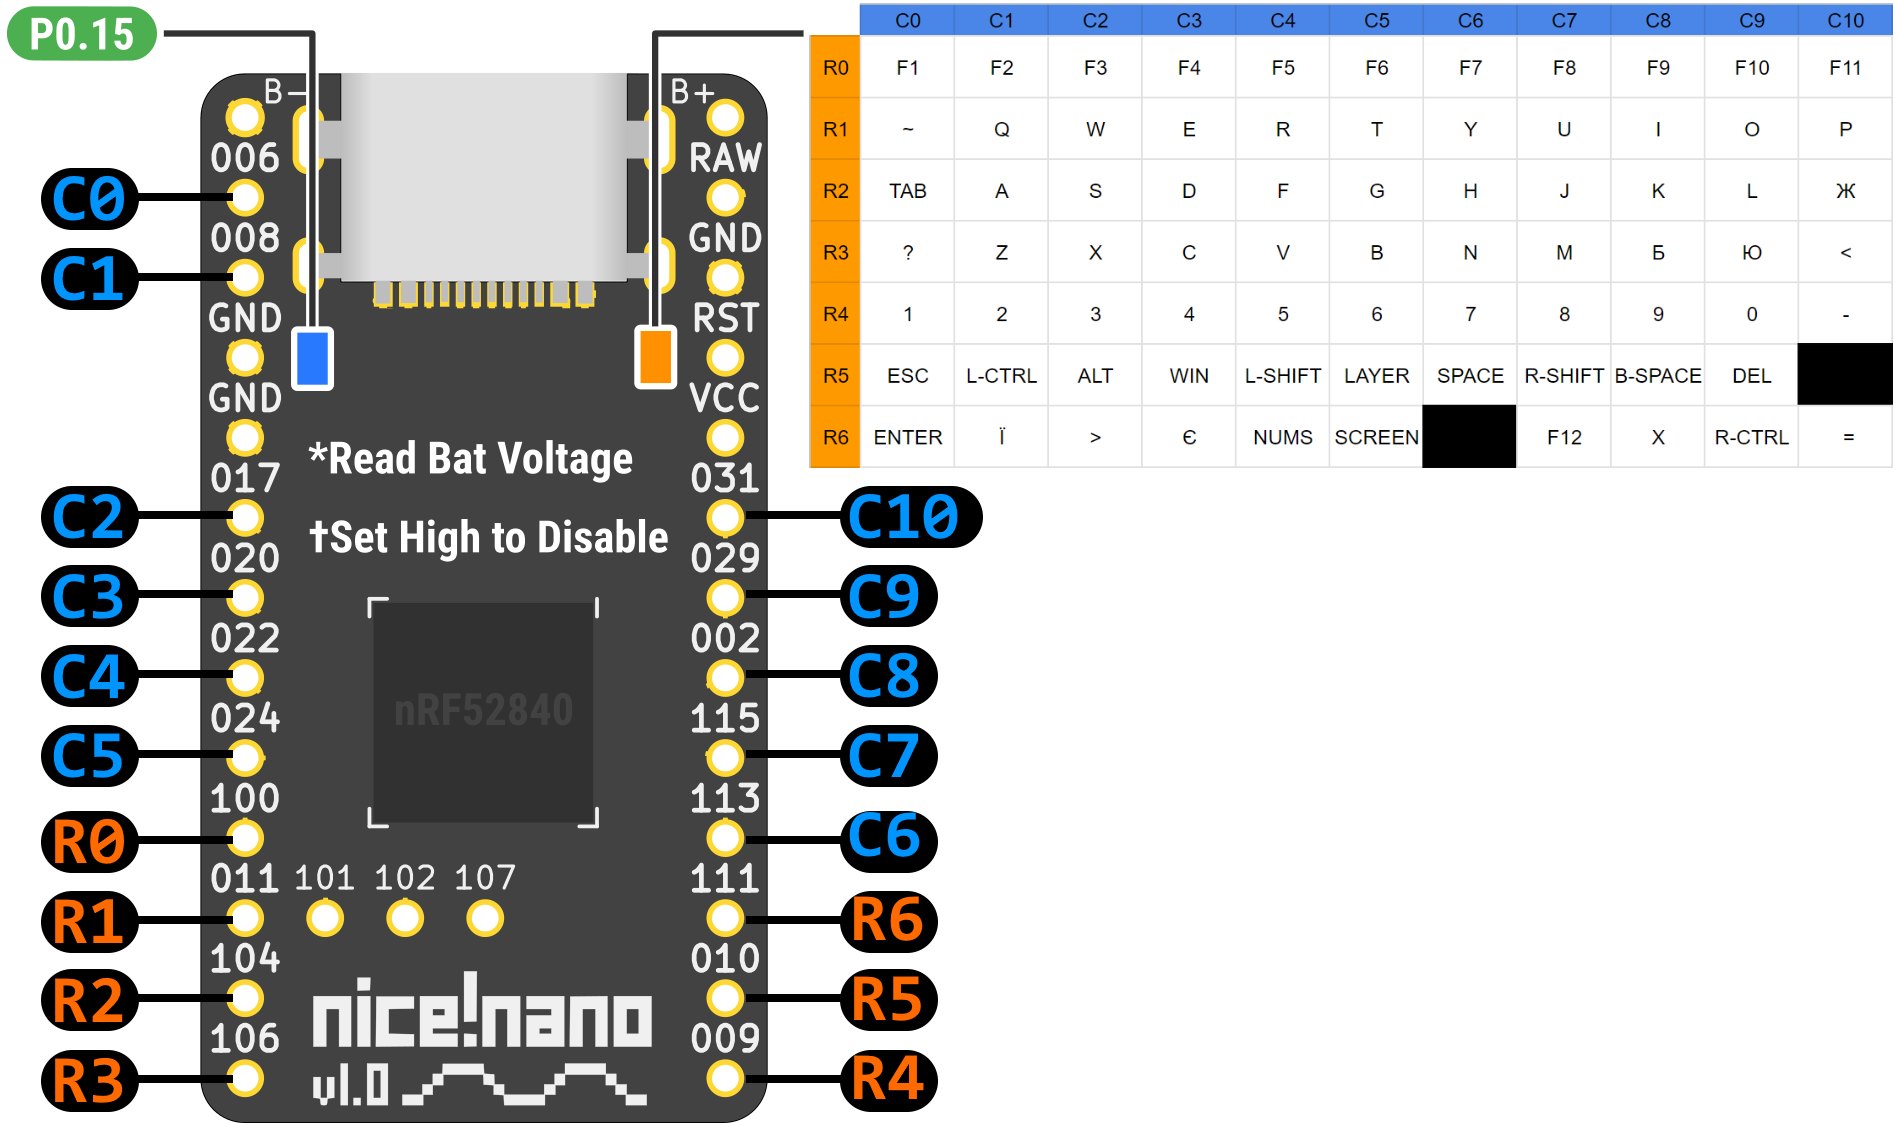 P0.15
B-
B+
006
RAW
C0
008
GND
C1
GND
RST
GND
VCC
*Read Bat Voltage
017
031
C2
C10
†Set High to Disable
020
029
C3
C9
022
002
C4
C8
nRF52840
024
115
C5
C7
100
113
R0
C6
011
101
102
107
111
R1
R6
104
010
R2
R5
nice!nano
106
009
v1.0
R3
R4
C0 C1 C2 C3 C4 C5 C6 C7 C8 C9 C10
R0 F1 F2 F3 F4 F5 F6 F7 F8 F9 F10 F11
R1 ~ Q W E R T Y U I O P
R2 TAB A S D F G H J K L Ж
R3 ? Z X C V B N M Б Ю <
R4 1 2 3 4 5 6 7 8 9 0 -
R5 ESC L-CTRL ALT WIN L-SHIFT LAYER SPACE R-SHIFT B-SPACE DEL
R6 ENTER Ï > Є NUMS SCREEN F12 X R-CTRL =